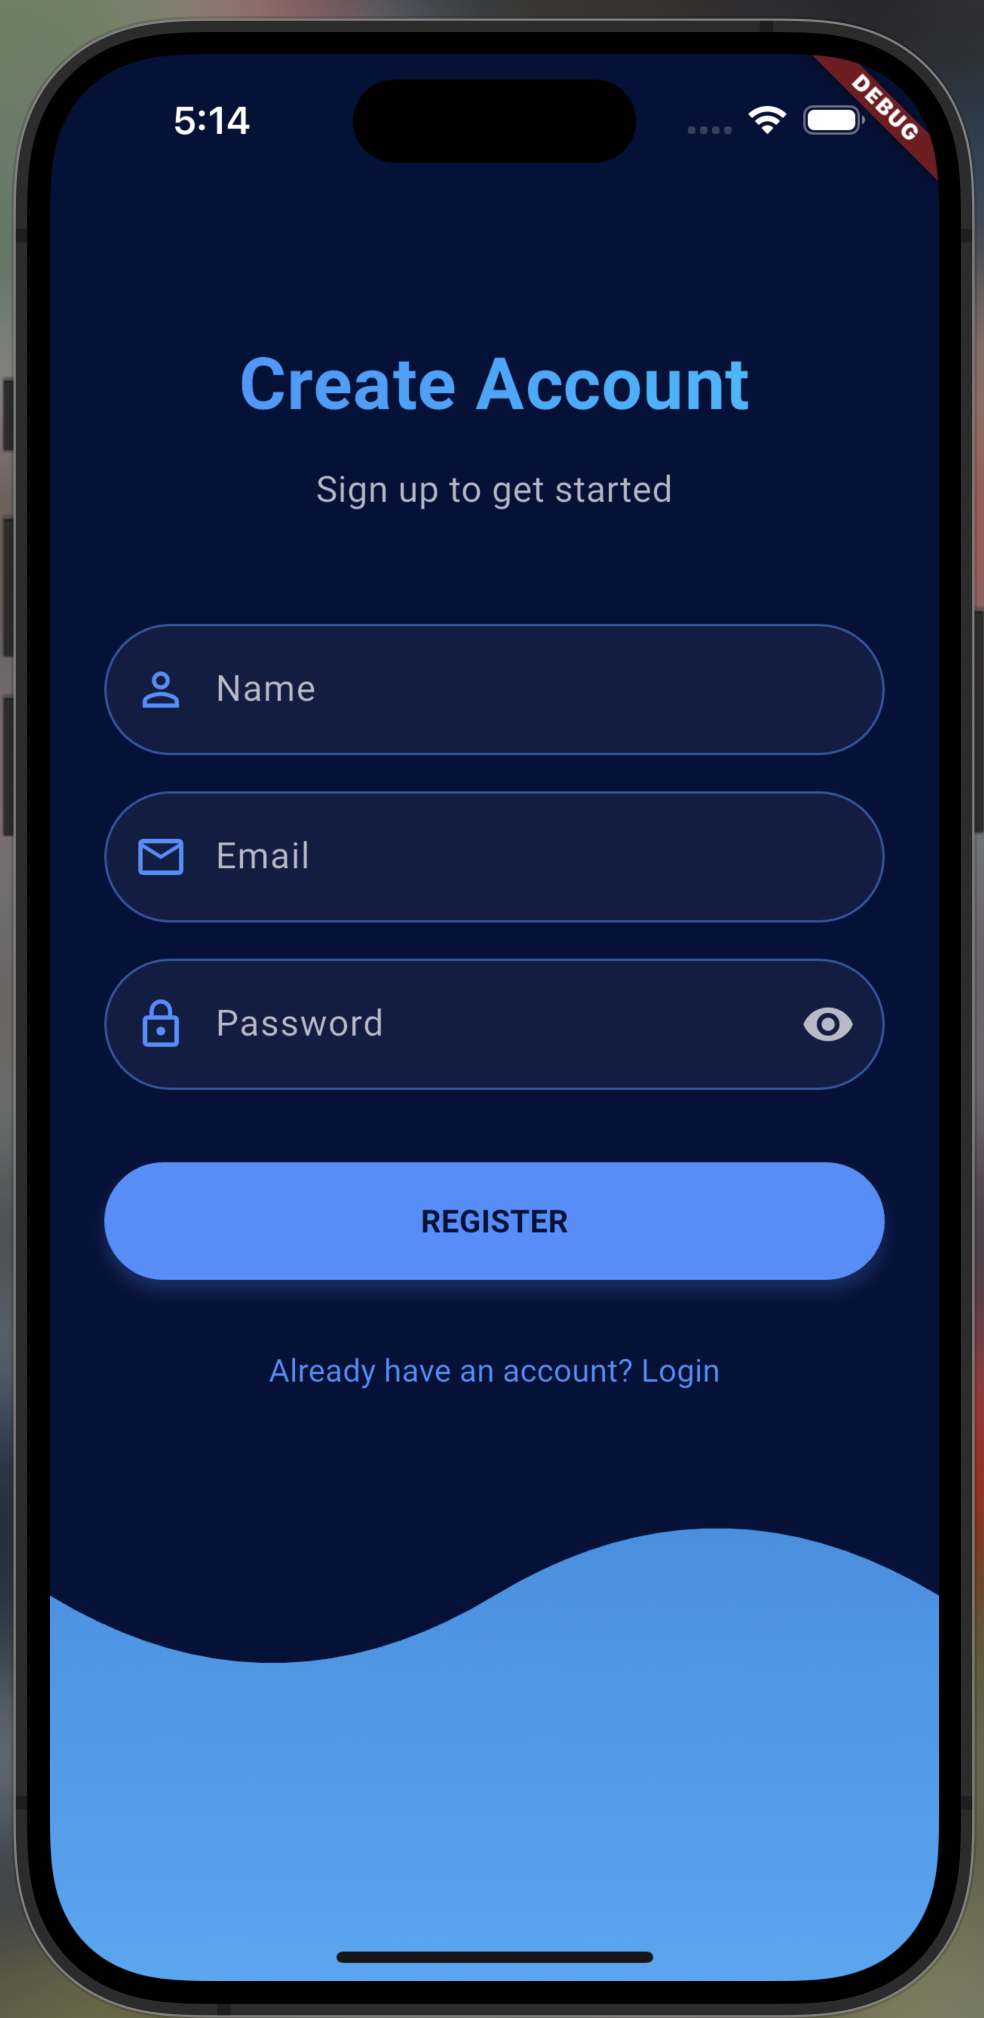 5:14
DEBUG
Create Account
Sign up to get started
Name
Email
Password
REGISTER
Already have an account? Login